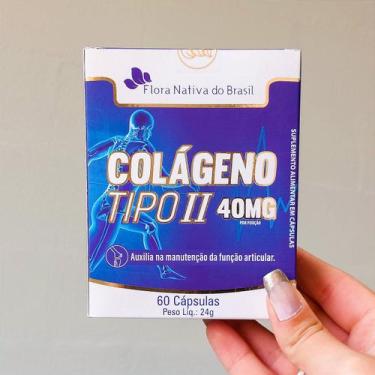 Flora Nativa do Brasil
COLÁGENO
TIPO II 40MG
POR PORÇÃO
Auxilia na manutenção da função articular.
60 Cápsulas
Peso Líq.: 24g
SUPLEMENTO ALIMENTAR EM CÁPSULAS